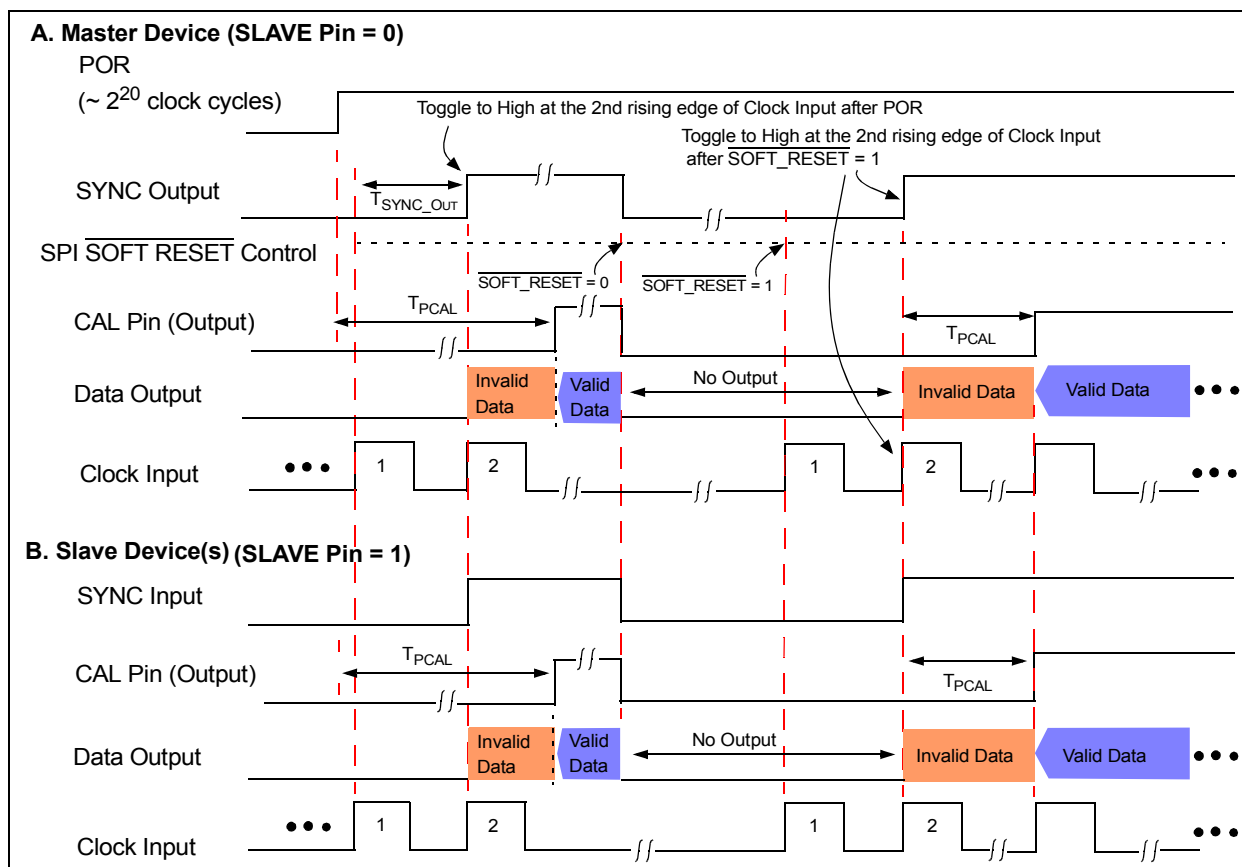 A. Master Device (SLAVE Pin = 0)
POR
(~ 2^20 clock cycles)
Toggle to High at the 2nd rising edge of Clock Input after POR
Toggle to High at the 2nd rising edge of Clock Input
after SOFT_RESET = 1
SYNC Output
TSYNC_OUT
SPI SOFT RESET Control
SOFT_RESET = 0
SOFT_RESET = 1
CAL Pin (Output)
TPCAL
TPCAL
Data Output
Invalid
Data
Valid
Data
No Output
Invalid Data
Valid Data
•••
Clock Input
•••
1
2
1
2
•••
B. Slave Device(s) (SLAVE Pin = 1)
SYNC Input
CAL Pin (Output)
TPCAL
TPCAL
Data Output
Invalid
Data
Valid
Data
No Output
Invalid Data
Valid Data
•••
Clock Input
•••
1
2
1
2
•••